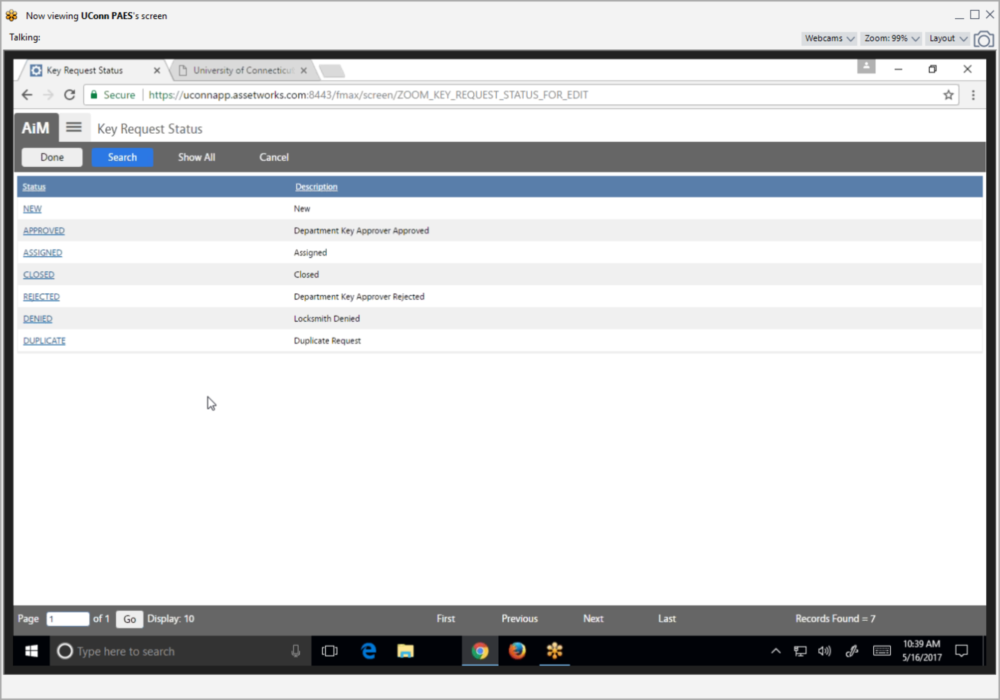 Now viewing UConn PAES's screen
Talking:
Webcams Zoom: 99% Layout
Key Request Status University of Connecticut
Secure https://uconnapp.assetworks.com:8443/fmax/screen/ZOOM_KEY_REQUEST_STATUS_FOR_EDIT
AiM Key Request Status
Done Search Show All Cancel
Status Description
NEW New
APPROVED Department Key Approver Approved
ASSIGNED Assigned
CLOSED Closed
REJECTED Department Key Approver Rejected
DENIED Locksmith Denied
DUPLICATE Duplicate Request
Page 1 of 1 Go Display: 10 First Previous Next Last Records Found = 7
Type here to search
10:39 AM
5/16/2017